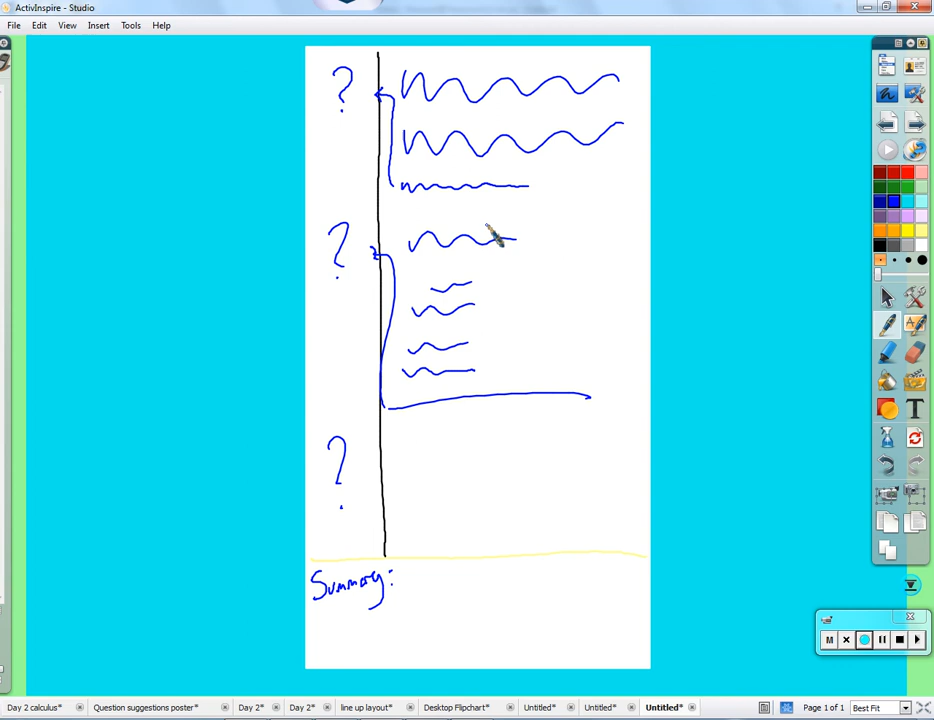 ActivInspire - Studio
File Edit View Insert Tools Help
?
?
?
Summary:
M
Day 2 calculus* Question suggestions poster* Day 2* Day 2* line up layout* Desktop Flipchart* Untitled* Untitled* Untitled* Page 1 of 1 Best Fit